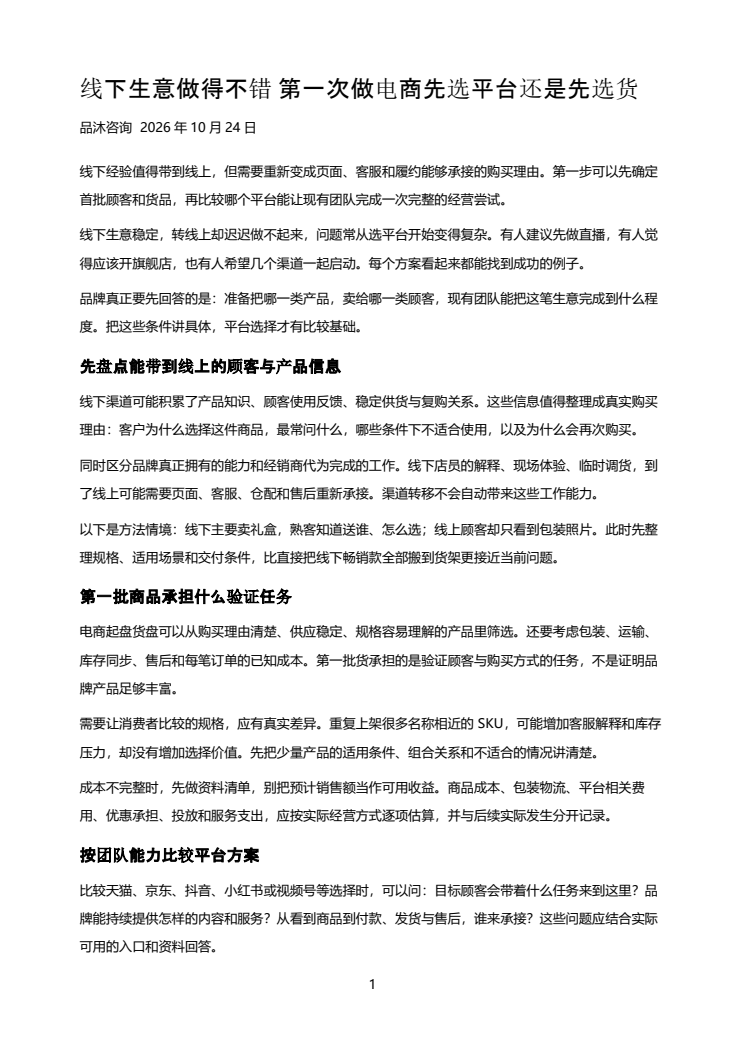 线下生意做得不错 第一次做电商先选平台还是先选货
品沐咨询 2026 年 10 月 24 日
线下经验值得带到线上，但需要重新变成页面、客服和履约能够承接的购买理由。第一步可以先确定
首批顾客和货品，再比较哪个平台能让现有团队完成一次完整的经营尝试。
线下生意稳定，转线上却迟迟做不起来，问题常从选平台开始变得复杂。有人建议先做直播，有人觉
得应该开旗舰店，也有人希望几个渠道一起启动。每个方案看起来都能找到成功的例子。
品牌真正要先回答的是：准备把哪一类产品，卖给哪一类顾客，现有团队能把这笔生意完成到什么程
度。把这些条件讲具体，平台选择才有比较基础。
先盘点能带到线上的顾客与产品信息
线下渠道可能积累了产品知识、顾客使用反馈、稳定供货与复购关系。这些信息值得整理成真实购买
理由：客户为什么选择这件商品，最常问什么，哪些条件下不适合使用，以及为什么会再次购买。
同时区分品牌真正拥有的能力和经销商代为完成的工作。线下店员的解释、现场体验、临时调货，到
了线上可能需要页面、客服、仓配和售后重新承接。渠道转移不会自动带来这些工作能力。
以下是方法情境：线下主要卖礼盒，熟客知道送谁、怎么选；线上顾客却只看到包装照片。此时先整
理规格、适用场景和交付条件，比直接把线下畅销款全部搬到货架更接近当前问题。
第一批商品承担什么验证任务
电商起盘货盘可以从购买理由清楚、供应稳定、规格容易理解的产品里筛选。还要考虑包装、运输、
库存同步、售后和每笔订单的已知成本。第一批货承担的是验证顾客与购买方式的任务，不是证明品
牌产品足够丰富。
需要让消费者比较的规格，应有真实差异。重复上架很多名称相近的 SKU，可能增加客服解释和库存
压力，却没有增加选择价值。先把少量产品的适用条件、组合关系和不适合的情况讲清楚。
成本不完整时，先做资料清单，别把预计销售额当作可用收益。商品成本、包装物流、平台相关费
用、优惠承担、投放和服务支出，应按实际经营方式逐项估算，并与后续实际发生分开记录。
按团队能力比较平台方案
比较天猫、京东、抖音、小红书或视频号等选择时，可以问：目标顾客会带着什么任务来到这里？品
牌能持续提供怎样的内容和服务？从看到商品到付款、发货与售后，谁来承接？这些问题应结合实际
可用的入口和资料回答。
1